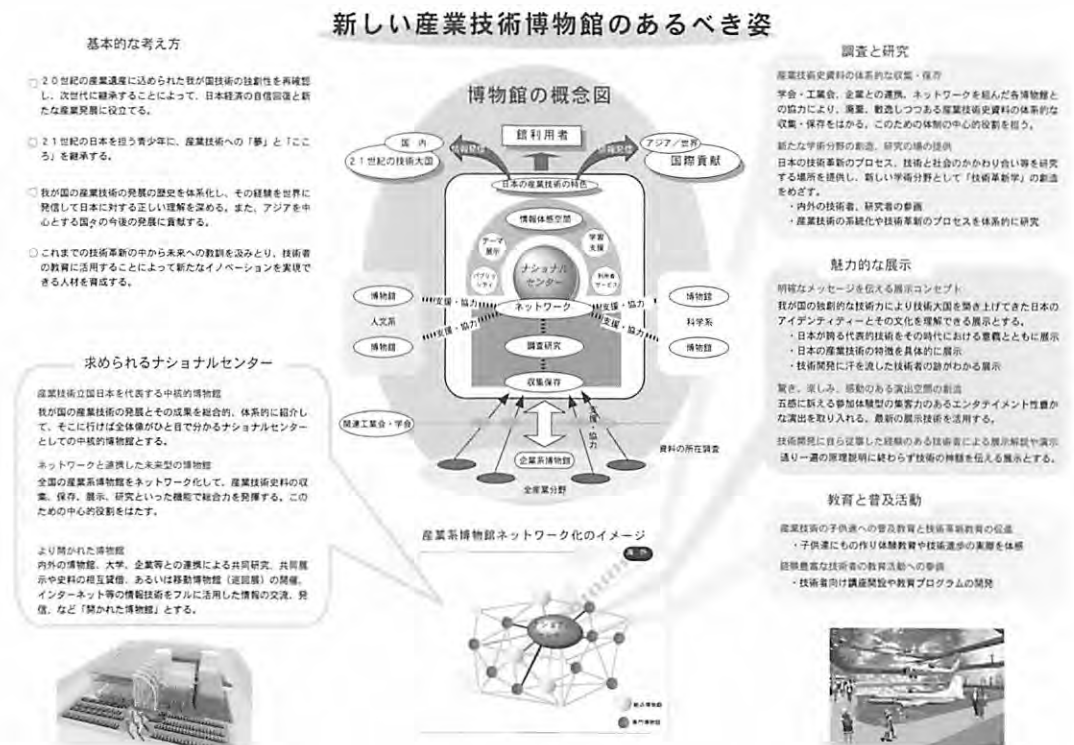 新しい産業技術博物館のあるべき姿
基本的な考え方
２０世紀の産業遺産に込められた我が国技術の独創性を再確認
し、次世代に継承することによって、日本経済の自信回復と新
たな産業発展に役立てる。
２１世紀の日本を担う青少年に、産業技術への「夢」と「ここ
ろ」を継承する。
我が国の産業技術の発展の歴史を体系化し、その経験を世界に
発信して日本に対する正しい理解を深める。また、アジアを中
心とする国々の今後の発展に貢献する。
これまでの技術革新の中から未来への教訓を汲みとり、技術者
の教育に活用することによって新たなイノベーションを実現で
きる人材を育成する。
求められるナショナルセンター
産業技術立国日本を代表する中核的博物館
我が国の産業技術の発展とその成果を総合的、体系的に紹介し
て、そこに行けば全体像がひと目で分かるナショナルセンター
としての中核的博物館とする。
ネットワークと連携した未来型の博物館
全国の産業系博物館をネットワーク化して、産業技術史料の収
集、保存、展示、研究といった機能で総合力を発揮する。この
ための中心的役割をはたす。
より開かれた博物館
内外の博物館、大学、企業等との連携による共同研究、共同展
示や史料の相互貸借、あるいは移動博物館（巡回展）の開催、
インターネット等の情報技術をフルに活用した情報の交流、発
信、など「開かれた博物館」とする。
博物館の概念図
館利用者
国内
２１世紀の技術大国
情報発信
情報発信
アジア／世界
国際貢献
日本の産業技術の特色
情報体感空間
テーマ
展示
学習
支援
パブリシティ
利用者
サービス
ナショナル
センター
ネットワーク
博物館
人文系
博物館
支援・協力
支援・協力
支援・協力
支援・協力
博物館
科学系
博物館
調査研究
収集保存
関連工業会・学会
支援・協力
企業系博物館
資料の所在調査
全産業分野
産業系博物館ネットワーク化のイメージ
海外
総合博物館
専門博物館
調査と研究
産業技術史資料の体系的な収集・保存
学会・工業会、企業との連携、ネットワークを組んだ各博物館と
の協力により、廃棄、散逸しつつある産業技術史資料の体系的な
収集・保存をはかる。このための体制の中心的役割を担う。
新たな学術分野の創造、研究の場の提供
日本の技術革新のプロセス、技術と社会のかかわり合い等を研究
する場所を提供し、新しい学術分野として「技術革新学」の創造
をめざす。
・内外の技術者、研究者の参画
・産業技術の系統化や技術革新のプロセスを体系的に研究
魅力的な展示
明確なメッセージを伝える展示コンセプト
我が国の独創的な技術力により技術大国を築き上げてきた日本の
アイデンティティーとその文化を理解できる展示とする。
・日本が誇る代表的技術をその時代における意義とともに展示
・日本の産業技術の特徴を具体的に展示
・技術開発に汗を流した技術者の跡がわかる展示
驚き、楽しみ、感動のある演出空間の創造
五感に訴える参加体験型の集客力のあるエンタテイメント性豊か
な演出を取り入れる。最新の展示技術を活用する。
技術開発に自ら従事した経験のある技術者による展示解説や演示
通り一遍の原理説明に終わらず技術の神髄を伝える展示とする。
教育と普及活動
産業技術の子供達への普及教育と技術革新教育の促進
・子供達にもの作り体験教育や技術進歩の実際を体感
経験豊富な技術者の教育活動への参画
・技術者向け講座開設や教育プログラムの開発